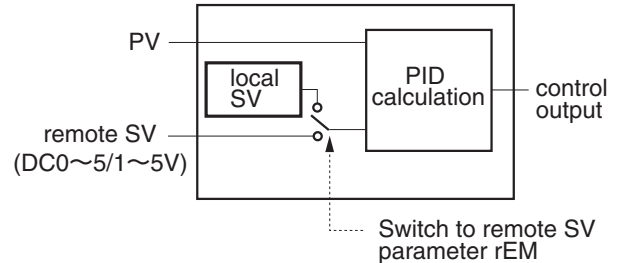 PV
local
SV
PID
calculation
control
output
remote SV
(DC0〜5/1〜5V)
Switch to remote SV
parameter rEM